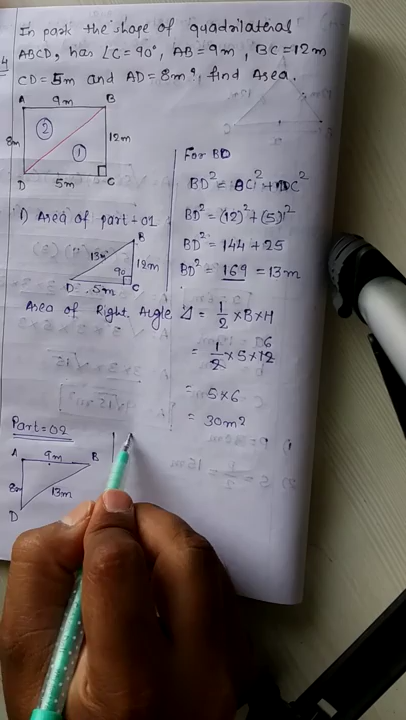 In park the shape of quadrilateral
ABCD, has ∠C = 90°, AB = 9m, BC = 12m
CD = 5m and AD = 8m?, find Area.
A 9m B
8m
②
12m
①
D 5m C
For BD
BD² = BC² + DC²
BD² = (12)² + (5)²
BD² = 144 + 25
BD² = 169 = 13m
1) Area of part - 01
B
13m
12m
90
D 5m C
Area of Right Angle Δ = 1/2 × B × H
= 1/2 × 5 × 12 6
= 5 × 6
= 30m²
Part = 02
A 9m B
8m
13m
D